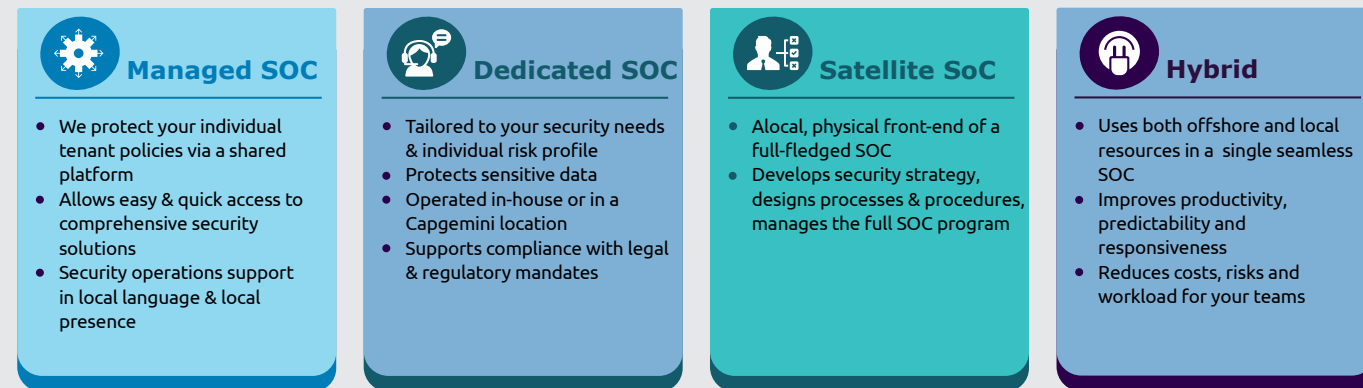 Managed SOC
We protect your individual
tenant policies via a shared
platform
Allows easy & quick access to
comprehensive security
solutions
Security operations support
in local language & local
presence
Dedicated SOC
Tailored to your security needs
& individual risk profile
Protects sensitive data
Operated in-house or in a
Capgemini location
Supports compliance with legal
& regulatory mandates
Satellite SoC
Alocal, physical front-end of a
full-fledged SOC
Develops security strategy,
designs processes & procedures,
manages the full SOC program
Hybrid
Uses both offshore and local
resources in a single seamless
SOC
Improves productivity,
predictability and
responsiveness
Reduces costs, risks and
workload for your teams